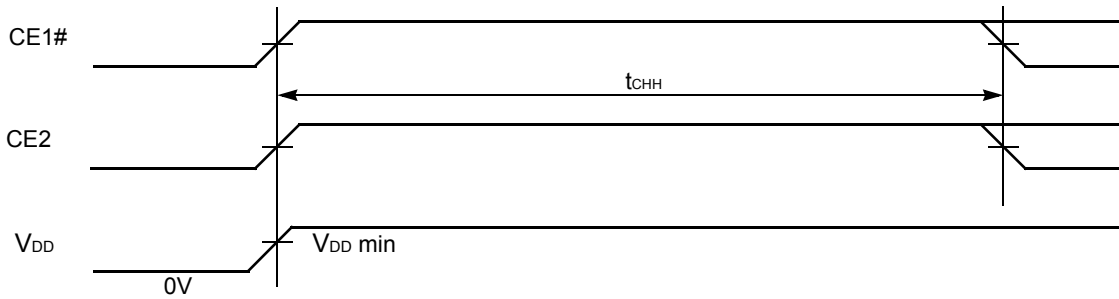 CE1#
tCHH
CE2
VDD
VDD min
0V